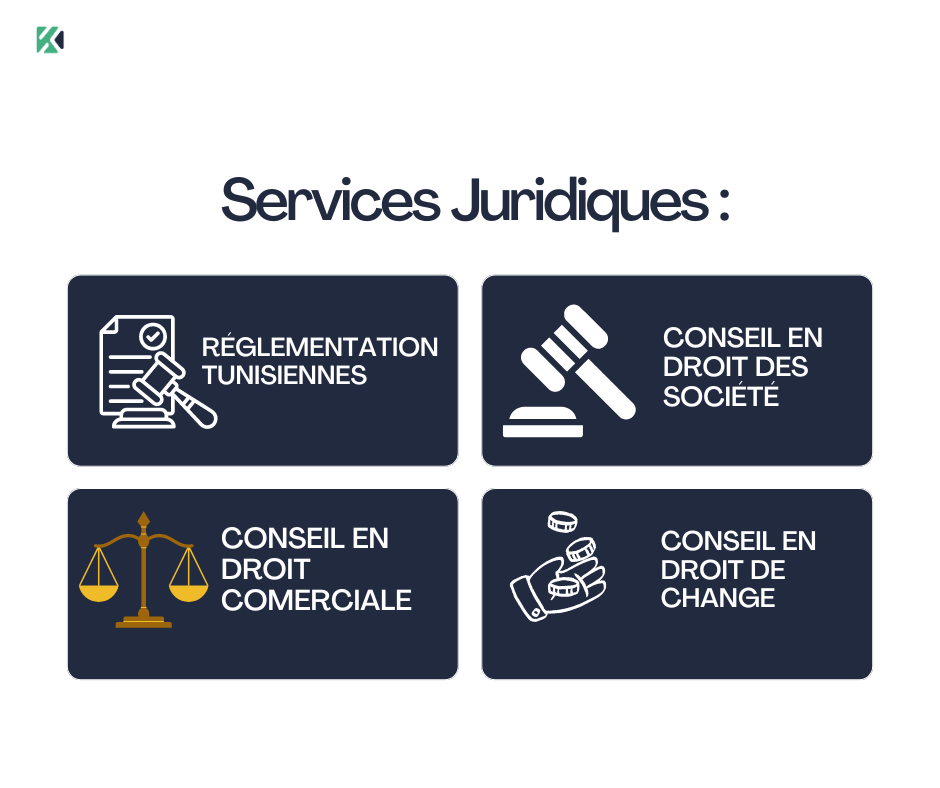 Services Juridiques :
RÉGLEMENTATION
TUNISIENNES
CONSEIL EN
DROIT DES
SOCIÉTÉ
CONSEIL EN
DROIT
COMERCIALE
CONSEIL EN
DROIT DE
CHANGE